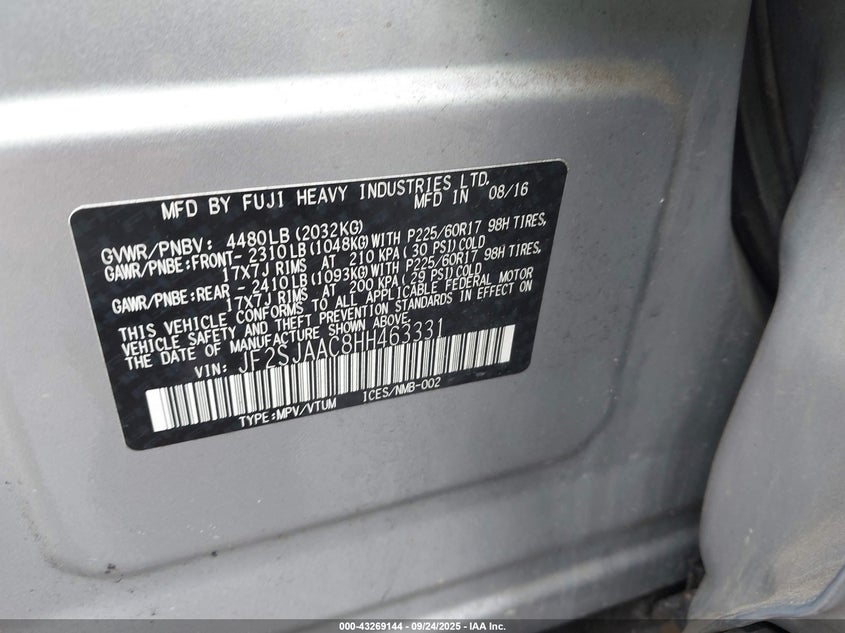 MFD BY FUJI HEAVY INDUSTRIES LTD.
MFD IN 08/16
GVWR/PNBV: 4480LB(2032KG)
GAWR/PNBE:FRONT- 2310LB(1048KG)WITH P225/60R17 98H TIRES,
17X7J RIMS AT 210 KPA(30 PSI)COLD
GAWR/PNBE:REAR - 2410LB(1093KG)WITH P225/60R17 98H TIRES,
17X7J RIMS AT 200 KPA(29 PSI)COLD
THIS VEHICLE CONFORMS TO ALL APPLICABLE FEDERAL MOTOR
VEHICLE SAFETY AND THEFT PREVENTION STANDARDS IN EFFECT ON
THE DATE OF MANUFACTURE SHOWN ABOVE.
VIN: JF2SJAAC8HH463331
TYPE:MPV/VTUM ICES/NMB-002
000-43269144 - 09/24/2025 - IAA Inc.